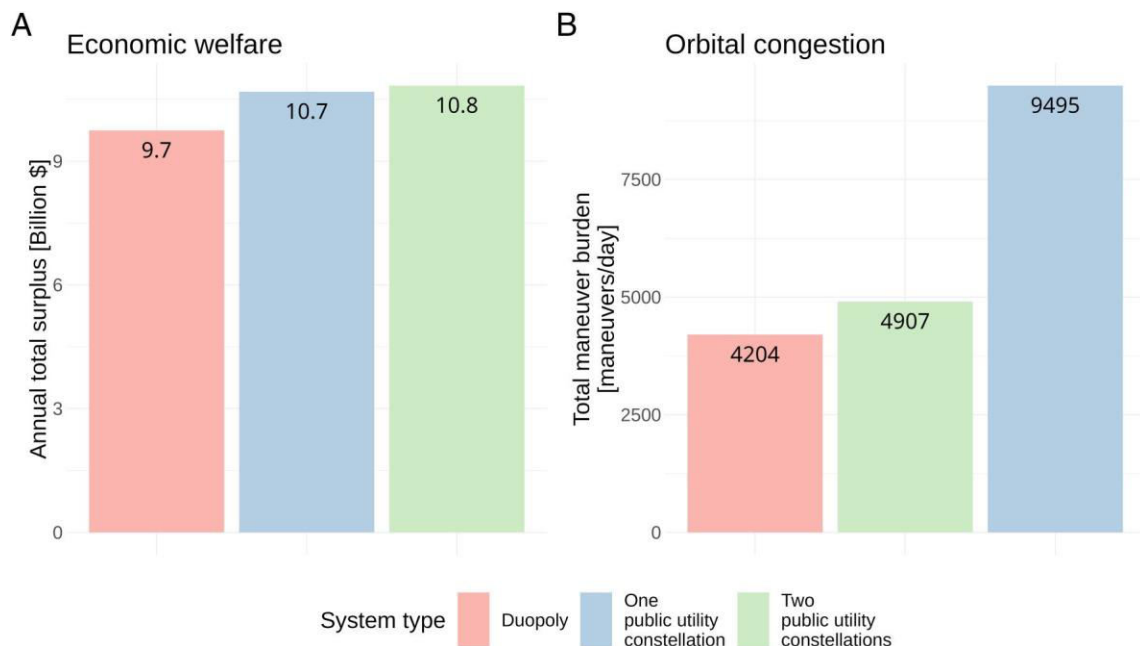 A
Economic welfare
Annual total surplus [Billion $]
9
6
3
0
9.7
10.7
10.8
B
Orbital congestion
Total maneuver burden
[maneuvers/day]
7500
5000
2500
0
4204
4907
9495
System type
Duopoly
One
public utility
constellation
Two
public utility
constellations